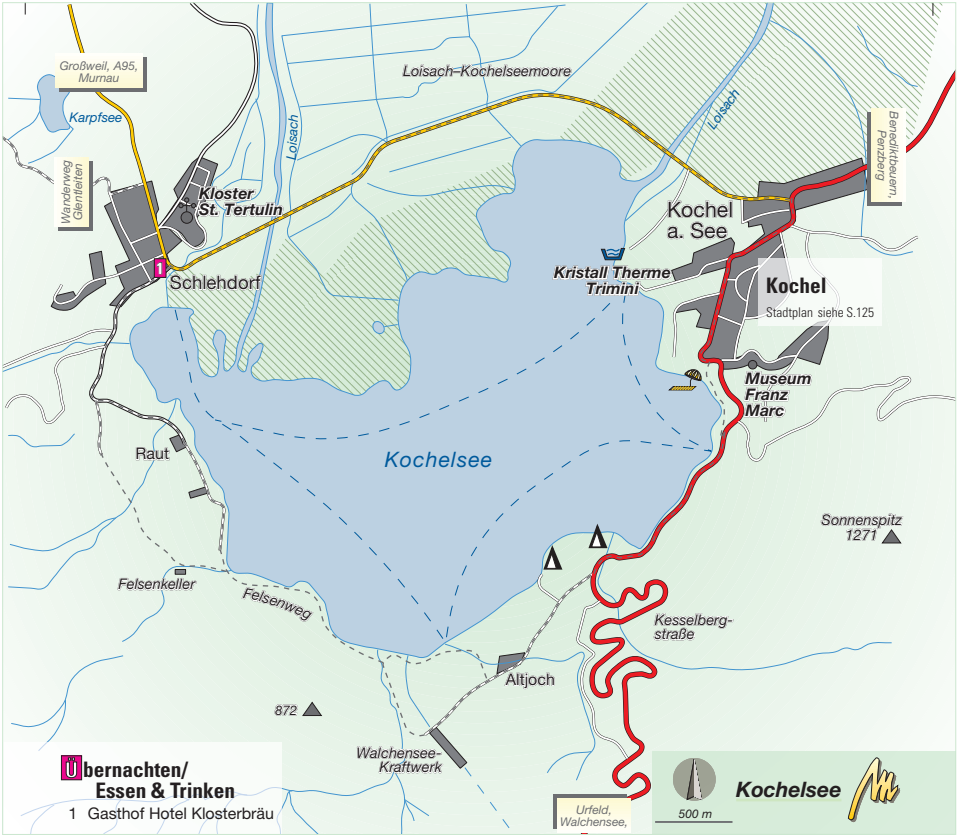 Großweil, A95,
Murnau
Karpfsee
Loisach–Kochelseemoore
Loisach
Loisach
Benediktbeuern,
Penzberg
Wanderweg
Glentleiten
Kloster
St. Tertulin
1
Schlehdorf
Kochel
a. See
Kristall Therme
Trimini
Kochel
Stadtplan siehe S.125
Museum
Franz
Marc
Kochelsee
Raut
Sonnenspitz
1271
Felsenkeller
Felsenweg
Kesselberg-
straße
Altjoch
872
Walchensee-
Kraftwerk
Übernachten/
Essen & Trinken
1 Gasthof Hotel Klosterbräu
Urfeld,
Walchensee,
500 m
Kochelsee